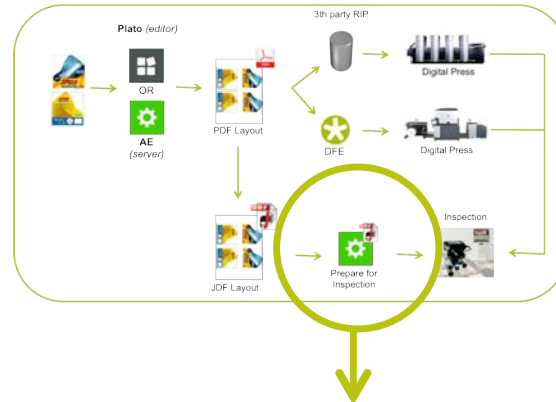 3th party RIP
Plato (editor)
OR
AE
(server)
PDF
PDF Layout
Digital Press
DFE
Digital Press
JDF Layout
Prepare for
Inspection
Inspection